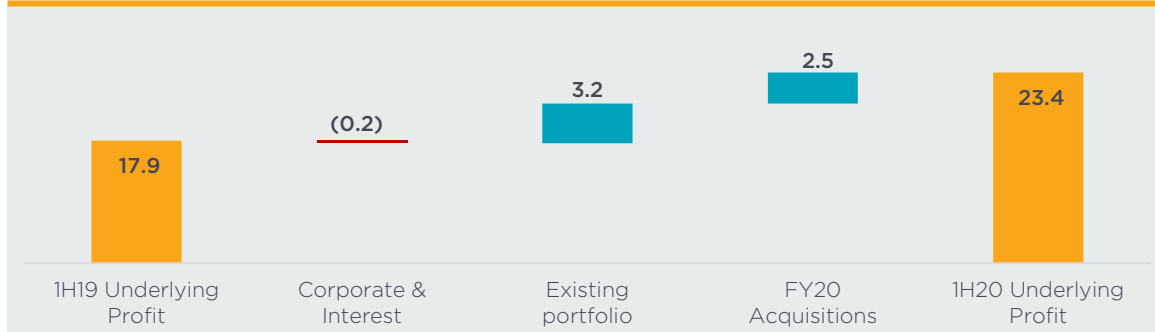 2.5
3.2
23.4
(0.2)
17.9
1H19 Underlying
Profit
Corporate &
Interest
Existing
portfolio
FY20
Acquisitions
1H20 Underlying
Profit